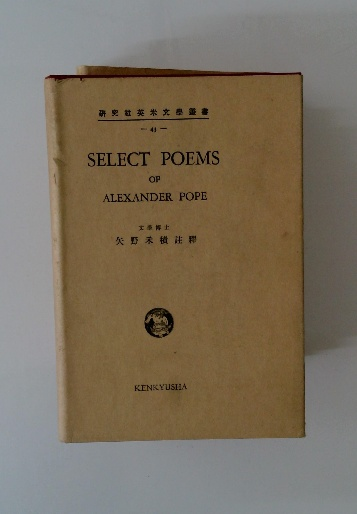 研究社英米文學叢書
— 43 —
SELECT POEMS
OF
ALEXANDER POPE
文學博士
矢野禾積註釋
KENKYUSHA